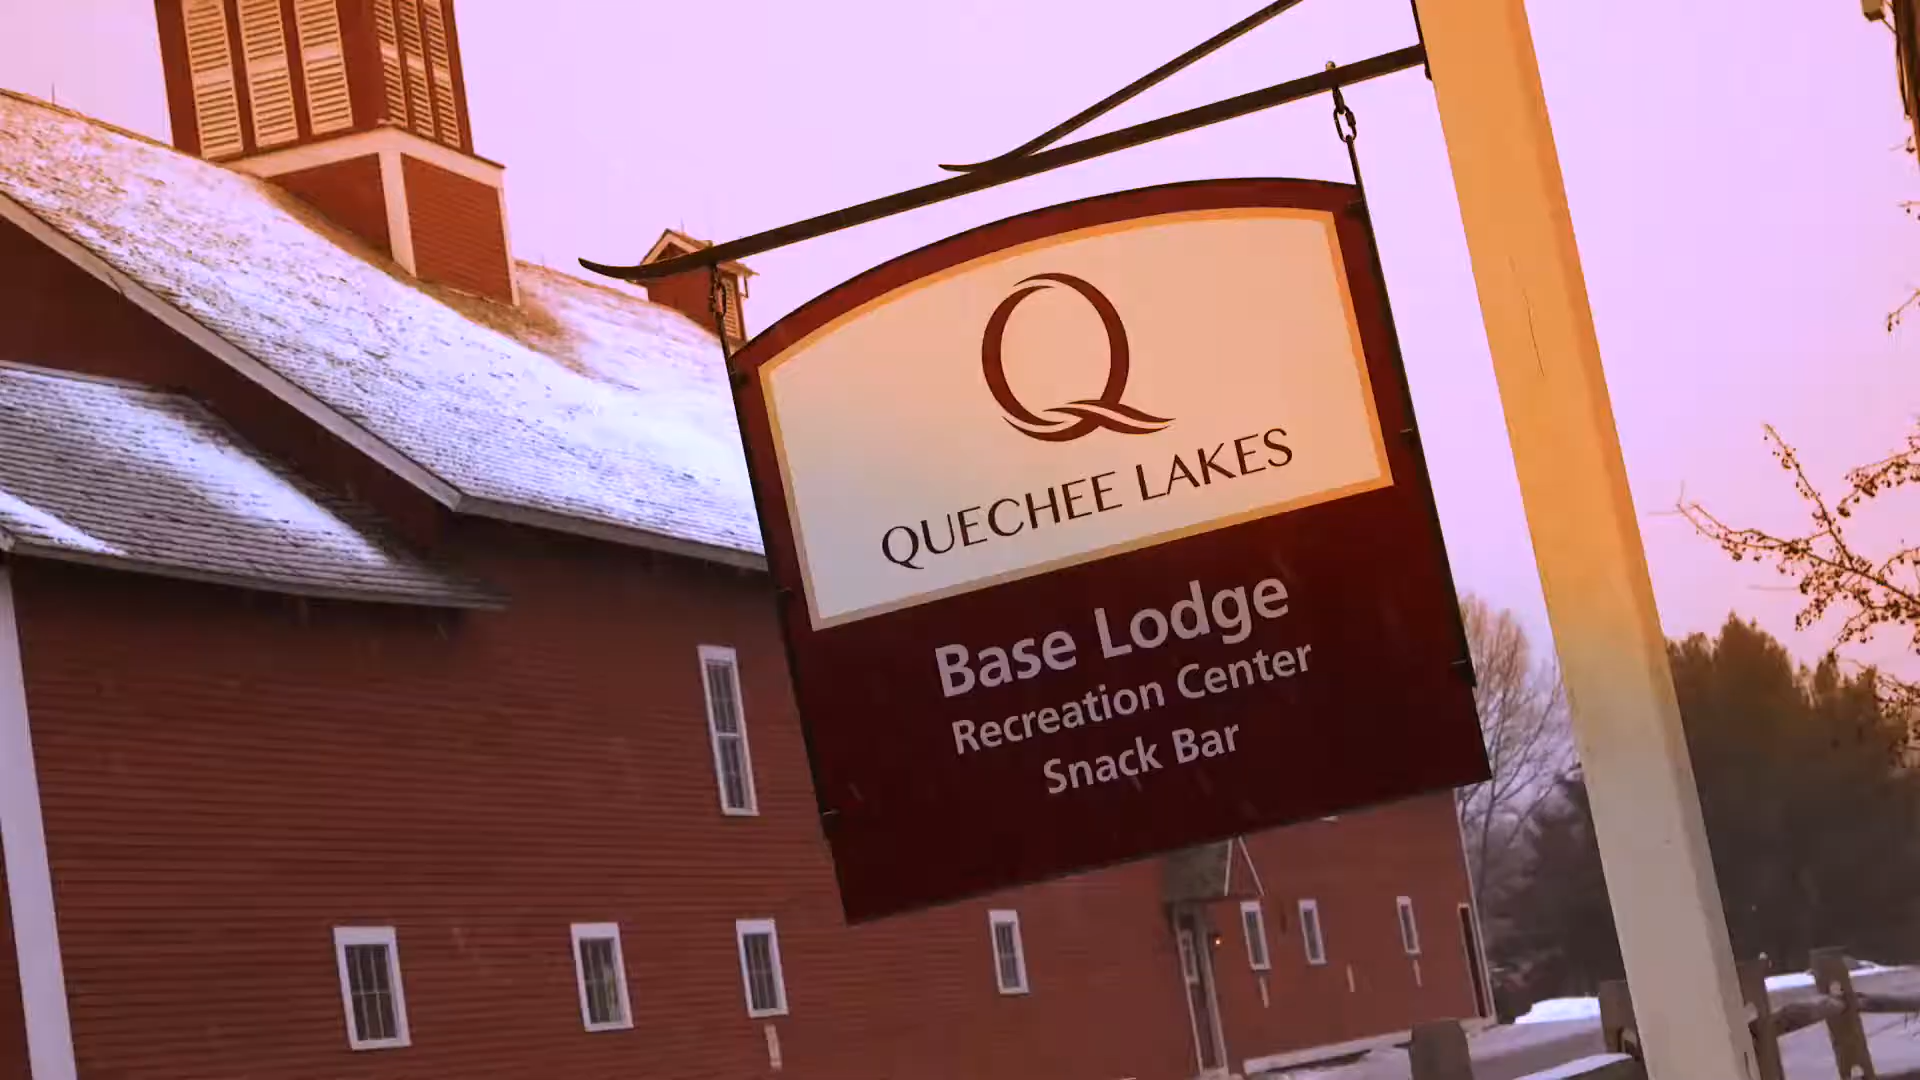 Q
QUECHEE LAKES
Base Lodge
Recreation Center
Snack Bar